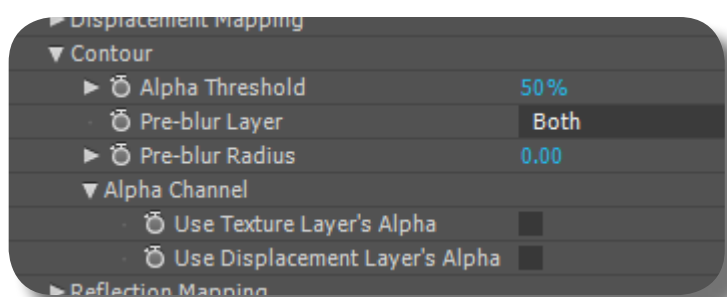 Displacement Mapping
Contour
Alpha Threshold 50%
Pre-blur Layer Both
Pre-blur Radius 0.00
Alpha Channel
Use Texture Layer's Alpha
Use Displacement Layer's Alpha
Reflection Mapping